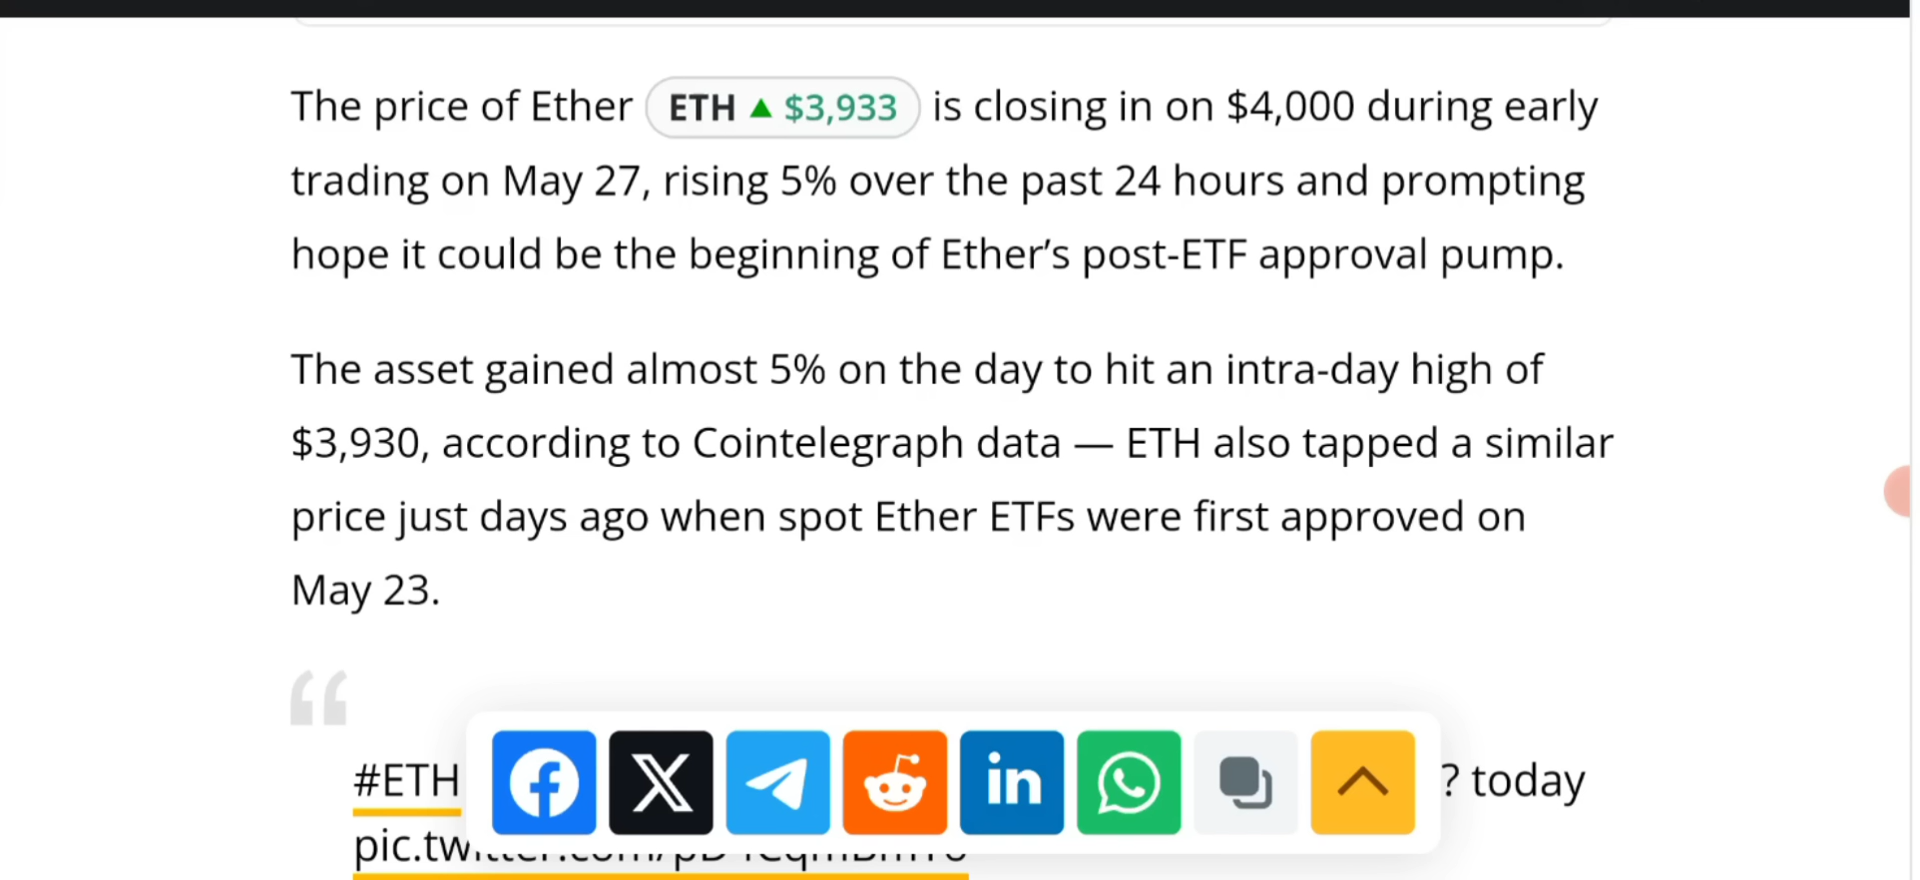 The price of Ether ETH ▲ $3,933 is closing in on $4,000 during early
trading on May 27, rising 5% over the past 24 hours and prompting
hope it could be the beginning of Ether’s post-ETF approval pump.
The asset gained almost 5% on the day to hit an intra-day high of
$3,930, according to Cointelegraph data — ETH also tapped a similar
price just days ago when spot Ether ETFs were first approved on
May 23.
#ETH ? today